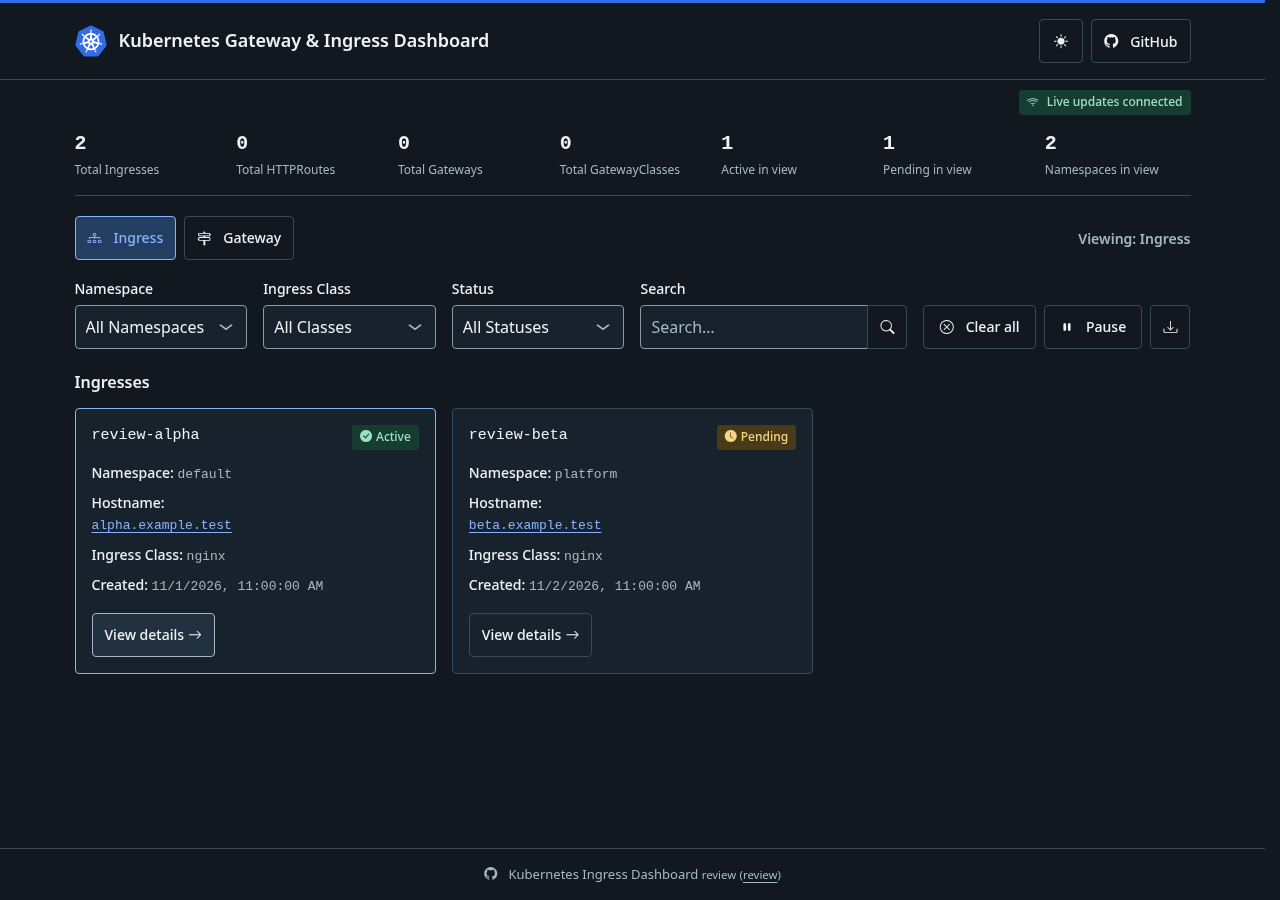 Kubernetes Gateway & Ingress Dashboard
GitHub
Live updates connected
2 0 0 0 1 1 2
Total Ingresses Total HTTPRoutes Total Gateways Total GatewayClasses Active in view Pending in view Namespaces in view
Ingress Gateway Viewing: Ingress
Namespace Ingress Class Status Search
All Namespaces All Classes All Statuses Search... Clear all Pause
Ingresses
review-alpha Active
Namespace: default
Hostname:
alpha.example.test
Ingress Class: nginx
Created: 11/1/2026, 11:00:00 AM
View details →
review-beta Pending
Namespace: platform
Hostname:
beta.example.test
Ingress Class: nginx
Created: 11/2/2026, 11:00:00 AM
View details →
Kubernetes Ingress Dashboard review (review)